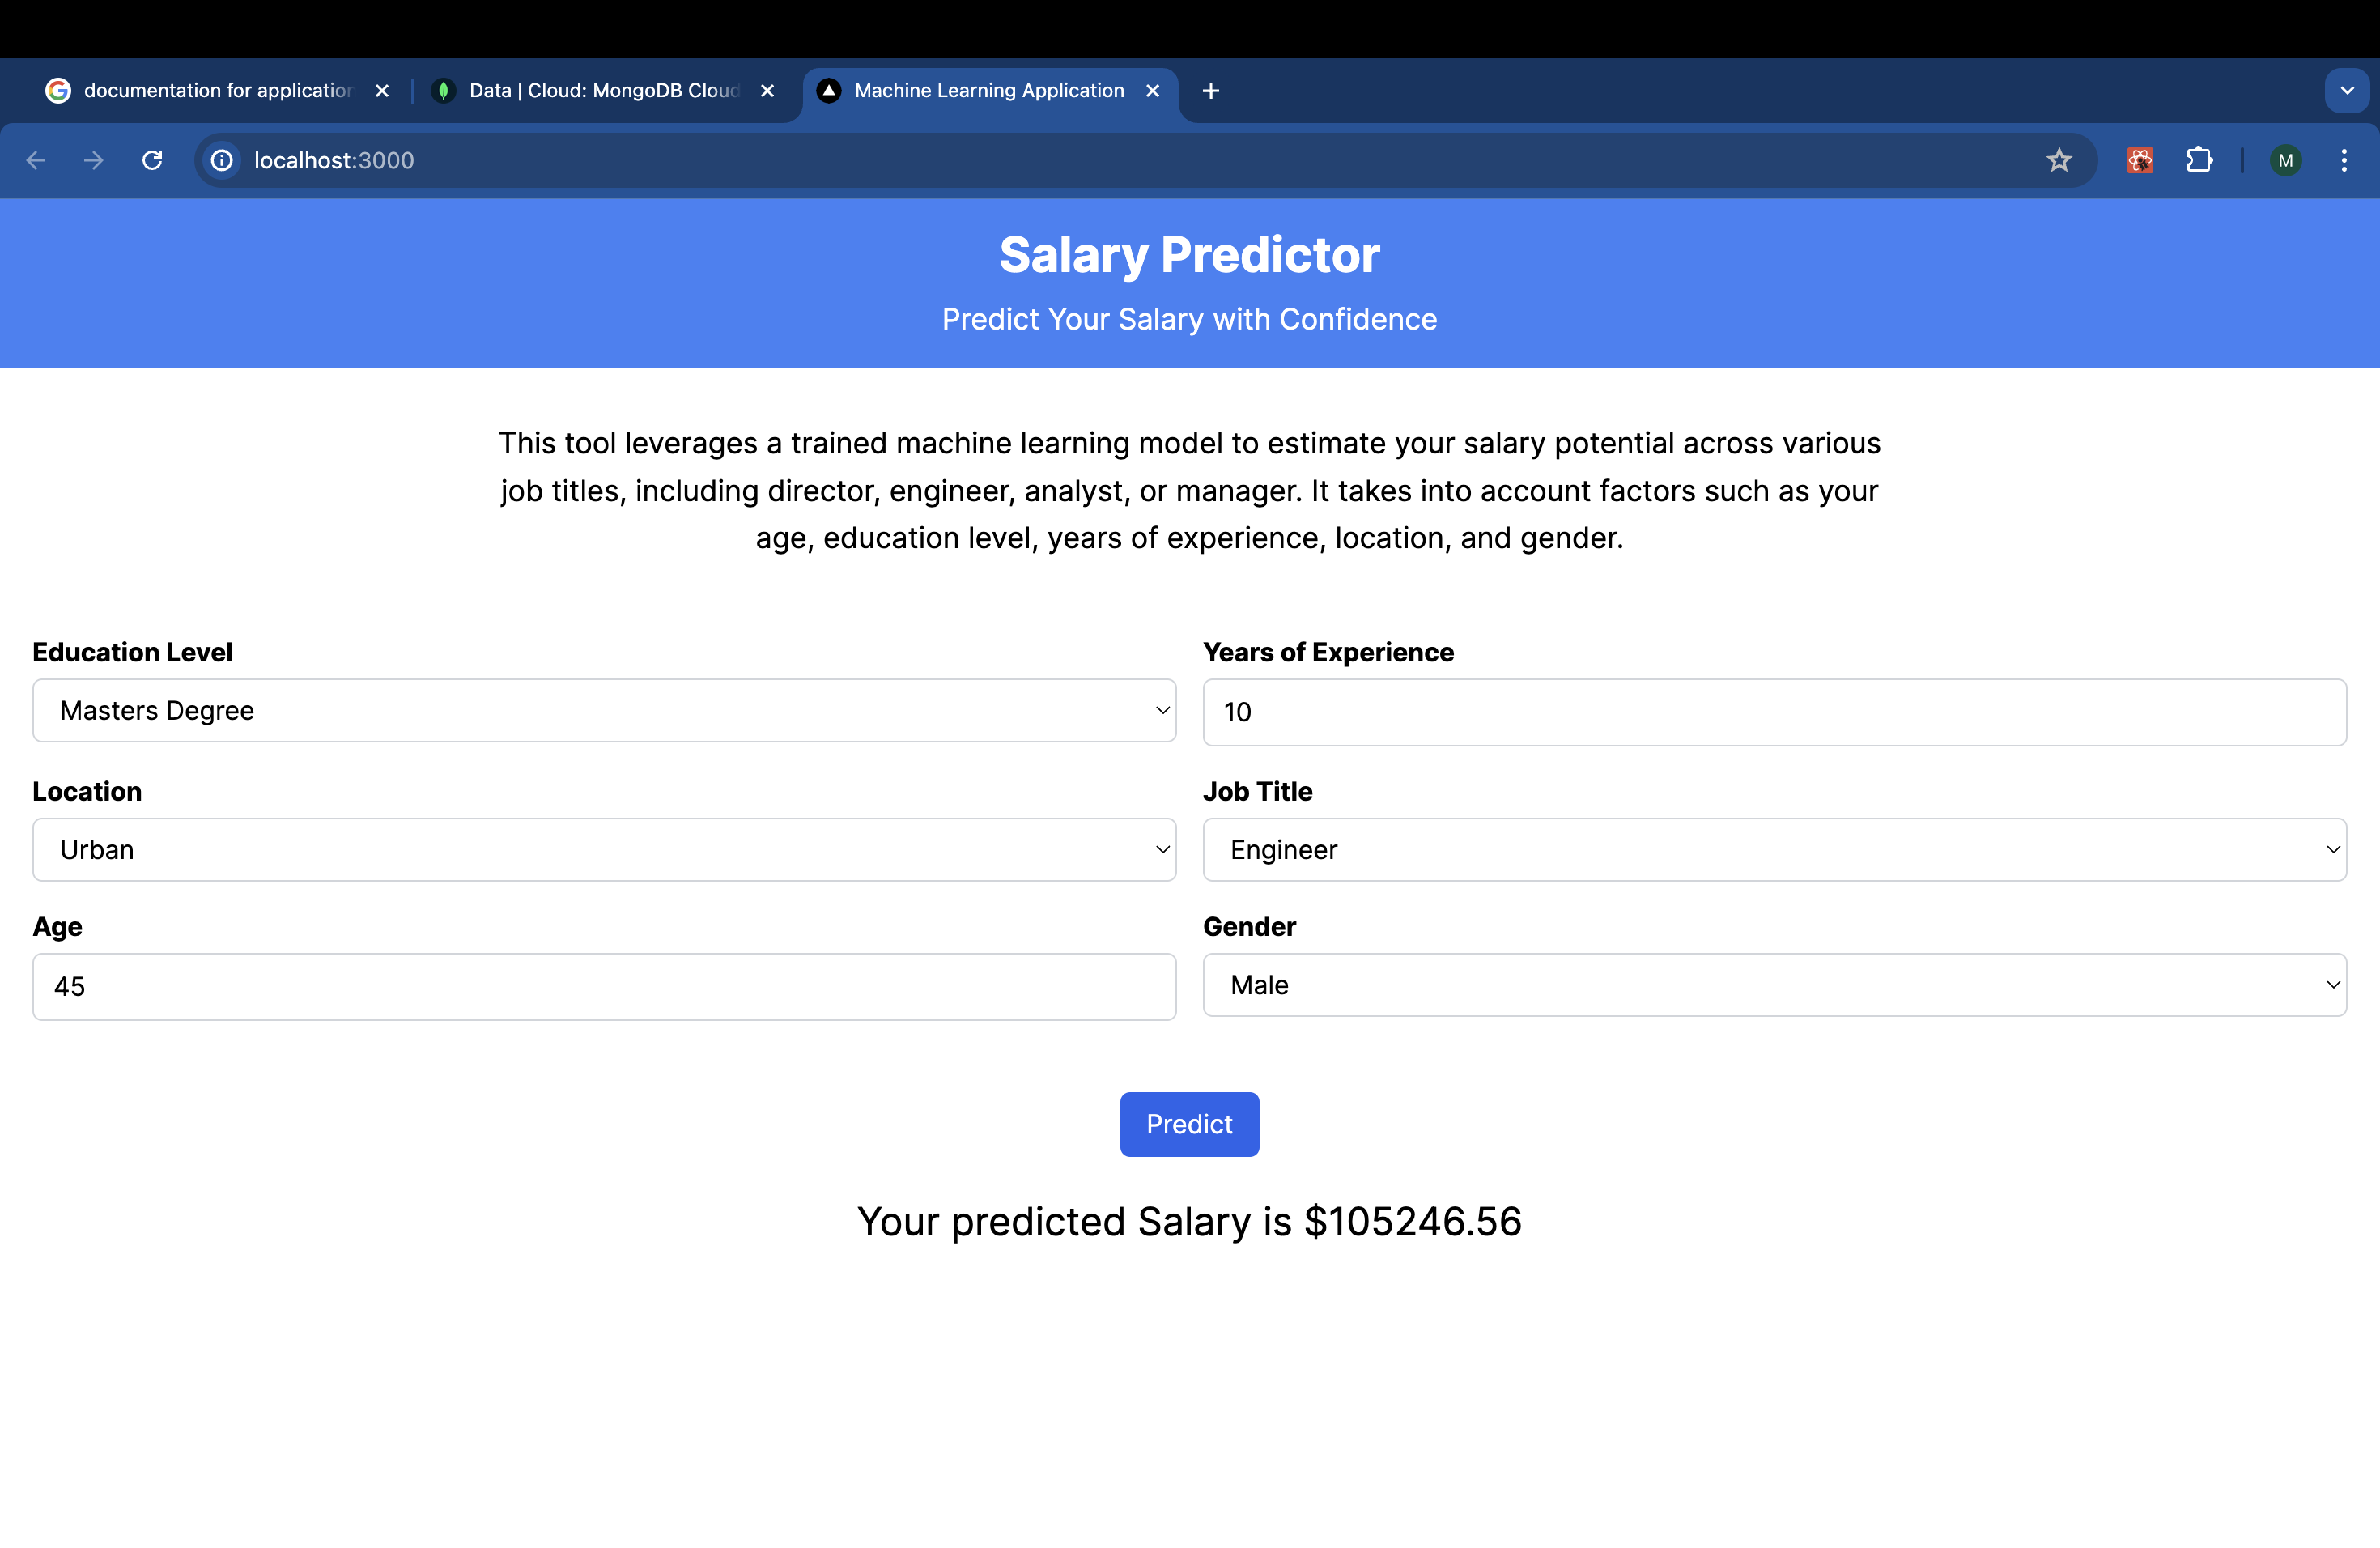 documentation for application
Data | Cloud: MongoDB Cloud
Machine Learning Application
localhost:3000
M
Salary Predictor
Predict Your Salary with Confidence
This tool leverages a trained machine learning model to estimate your salary potential across various
job titles, including director, engineer, analyst, or manager. It takes into account factors such as your
age, education level, years of experience, location, and gender.
Education Level
Years of Experience
Masters Degree
10
Location
Job Title
Urban
Engineer
Age
Gender
45
Male
Predict
Your predicted Salary is $105246.56